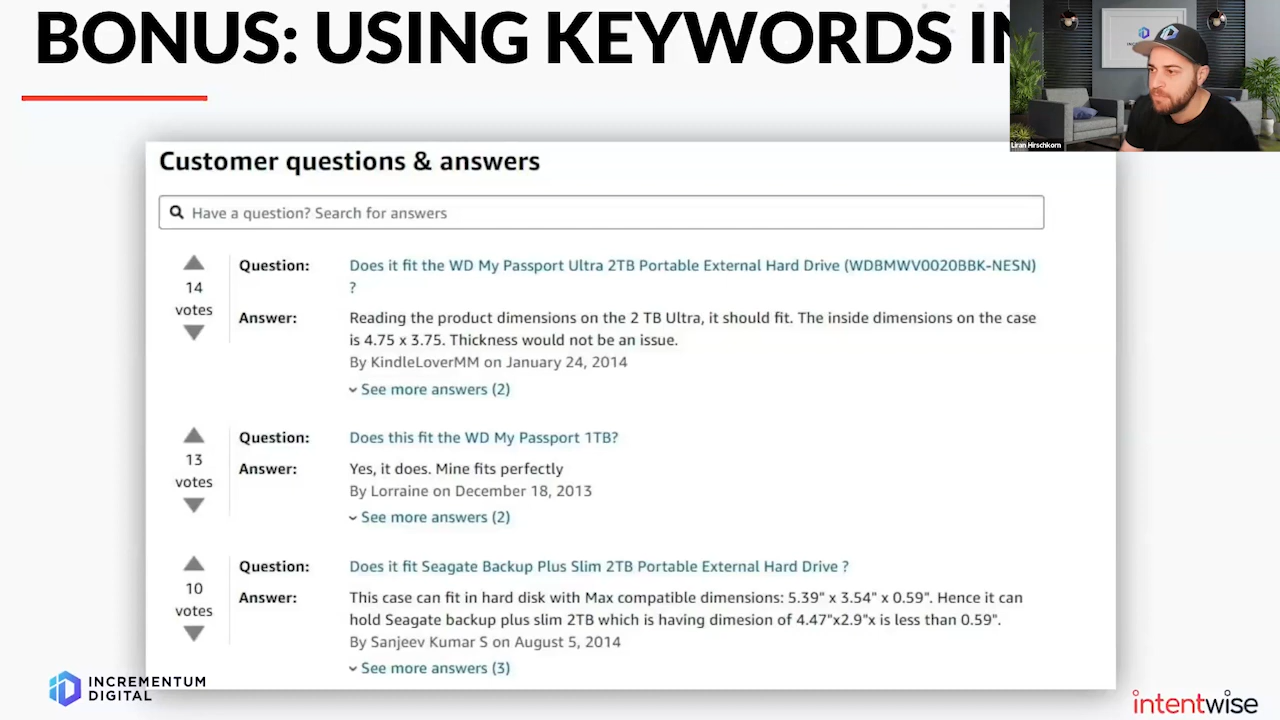 BONUS: USING KEYWORDS IN
Liran Hirschkorn
Customer questions & answers
Have a question? Search for answers
14
votes
Question: Does it fit the WD My Passport Ultra 2TB Portable External Hard Drive (WDBMWV0020BBK-NESN)
?
Answer: Reading the product dimensions on the 2 TB Ultra, it should fit. The inside dimensions on the case
is 4.75 x 3.75. Thickness would not be an issue.
By KindleLoverMM on January 24, 2014
See more answers (2)
13
votes
Question: Does this fit the WD My Passport 1TB?
Answer: Yes, it does. Mine fits perfectly
By Lorraine on December 18, 2013
See more answers (2)
10
votes
Question: Does it fit Seagate Backup Plus Slim 2TB Portable External Hard Drive ?
Answer: This case can fit in hard disk with Max compatible dimensions: 5.39" x 3.54" x 0.59". Hence it can
hold Seagate backup plus slim 2TB which is having dimesion of 4.47"x2.9"x is less than 0.59".
By Sanjeev Kumar S on August 5, 2014
See more answers (3)
INCREMENTUM
DIGITAL
intentwise